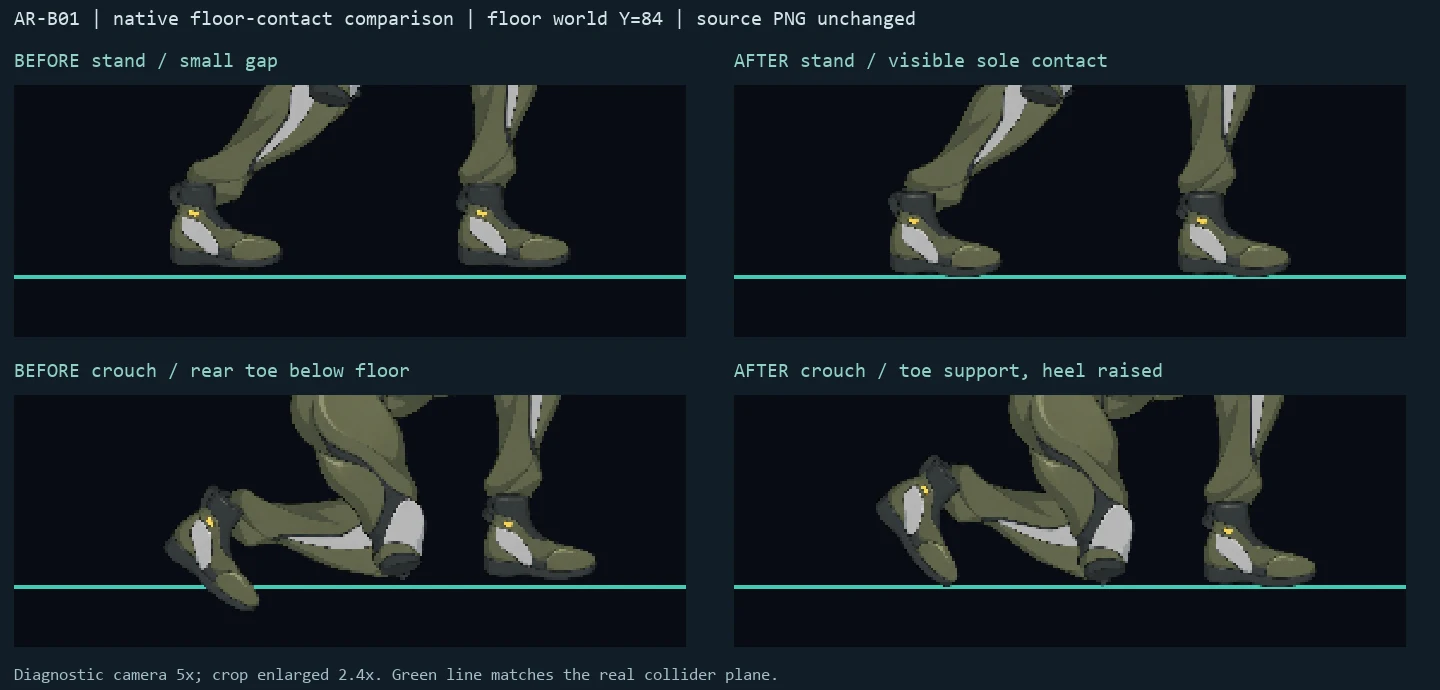 AR-B01 | native floor-contact comparison | floor world Y=84 | source PNG unchanged
BEFORE stand / small gap
AFTER stand / visible sole contact
BEFORE crouch / rear toe below floor
AFTER crouch / toe support, heel raised
Diagnostic camera 5x; crop enlarged 2.4x. Green line matches the real collider plane.